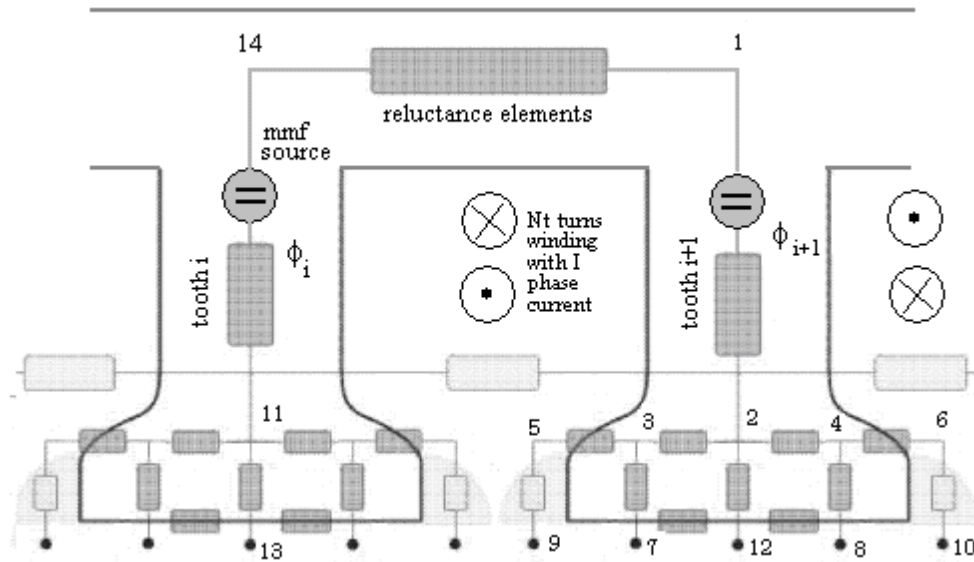 14
1
reluctance elements
mmf
source
ϕi
tooth i
Nt turns
winding
with I
phase
current
tooth i+1
ϕi+1
11
5
3
2
4
6
13
9
7
12
8
10